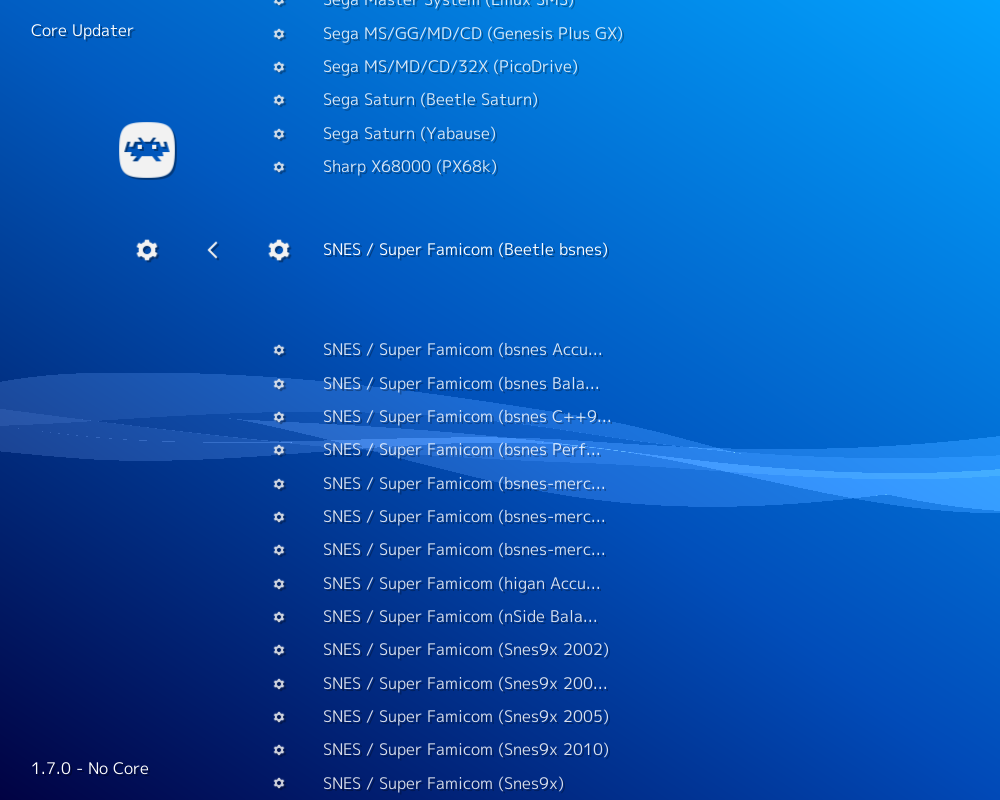 Sega Master System (Emux SMS)
Core Updater
Sega MS/GG/MD/CD (Genesis Plus GX)
Sega MS/MD/CD/32X (PicoDrive)
Sega Saturn (Beetle Saturn)
Sega Saturn (Yabause)
Sharp X68000 (PX68k)
SNES / Super Famicom (Beetle bsnes)
SNES / Super Famicom (bsnes Accu...
SNES / Super Famicom (bsnes Bala...
SNES / Super Famicom (bsnes C++9...
SNES / Super Famicom (bsnes Perf...
SNES / Super Famicom (bsnes-merc...
SNES / Super Famicom (bsnes-merc...
SNES / Super Famicom (bsnes-merc...
SNES / Super Famicom (higan Accu...
SNES / Super Famicom (nSide Bala...
SNES / Super Famicom (Snes9x 2002)
SNES / Super Famicom (Snes9x 200...
SNES / Super Famicom (Snes9x 2005)
SNES / Super Famicom (Snes9x 2010)
1.7.0 - No Core
SNES / Super Famicom (Snes9x)